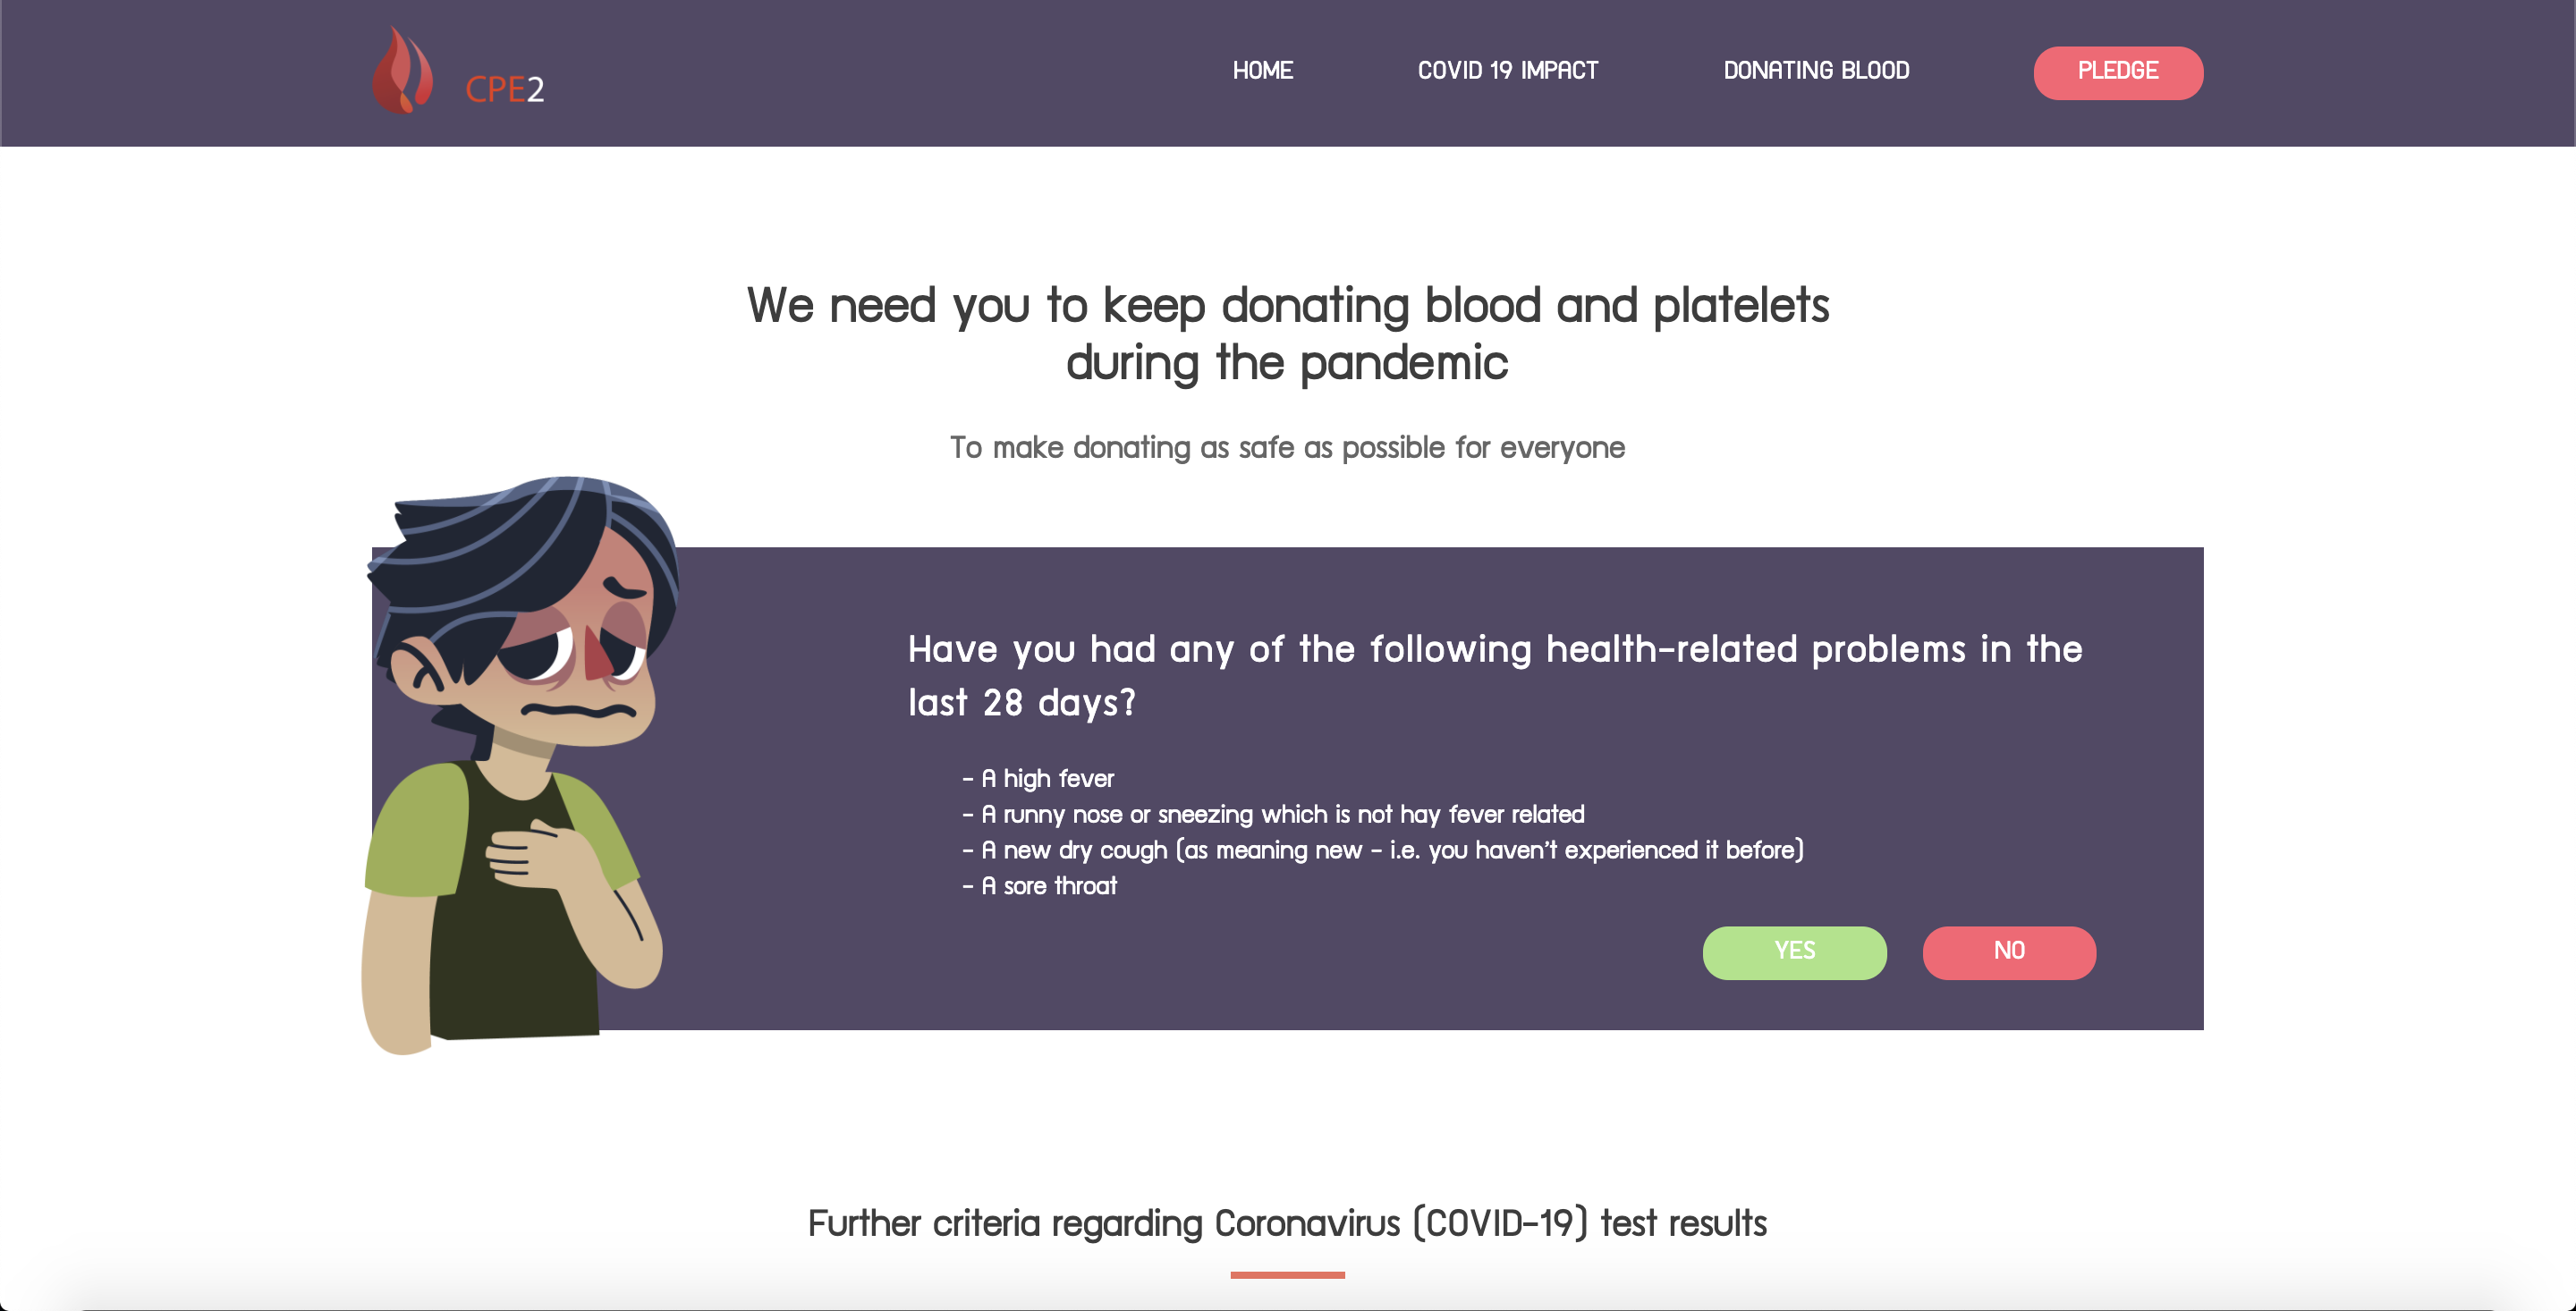 CPE2
HOME
COVID 19 IMPACT
DONATING BLOOD
PLEDGE
We need you to keep donating blood and platelets
during the pandemic
To make donating as safe as possible for everyone
Have you had any of the following health-related problems in the
last 28 days?
- A high fever
- A runny nose or sneezing which is not hay fever related
- A new dry cough (as meaning new - i.e. you haven't experienced it before)
- A sore throat
YES
NO
Further criteria regarding Coronavirus (COVID-19) test results